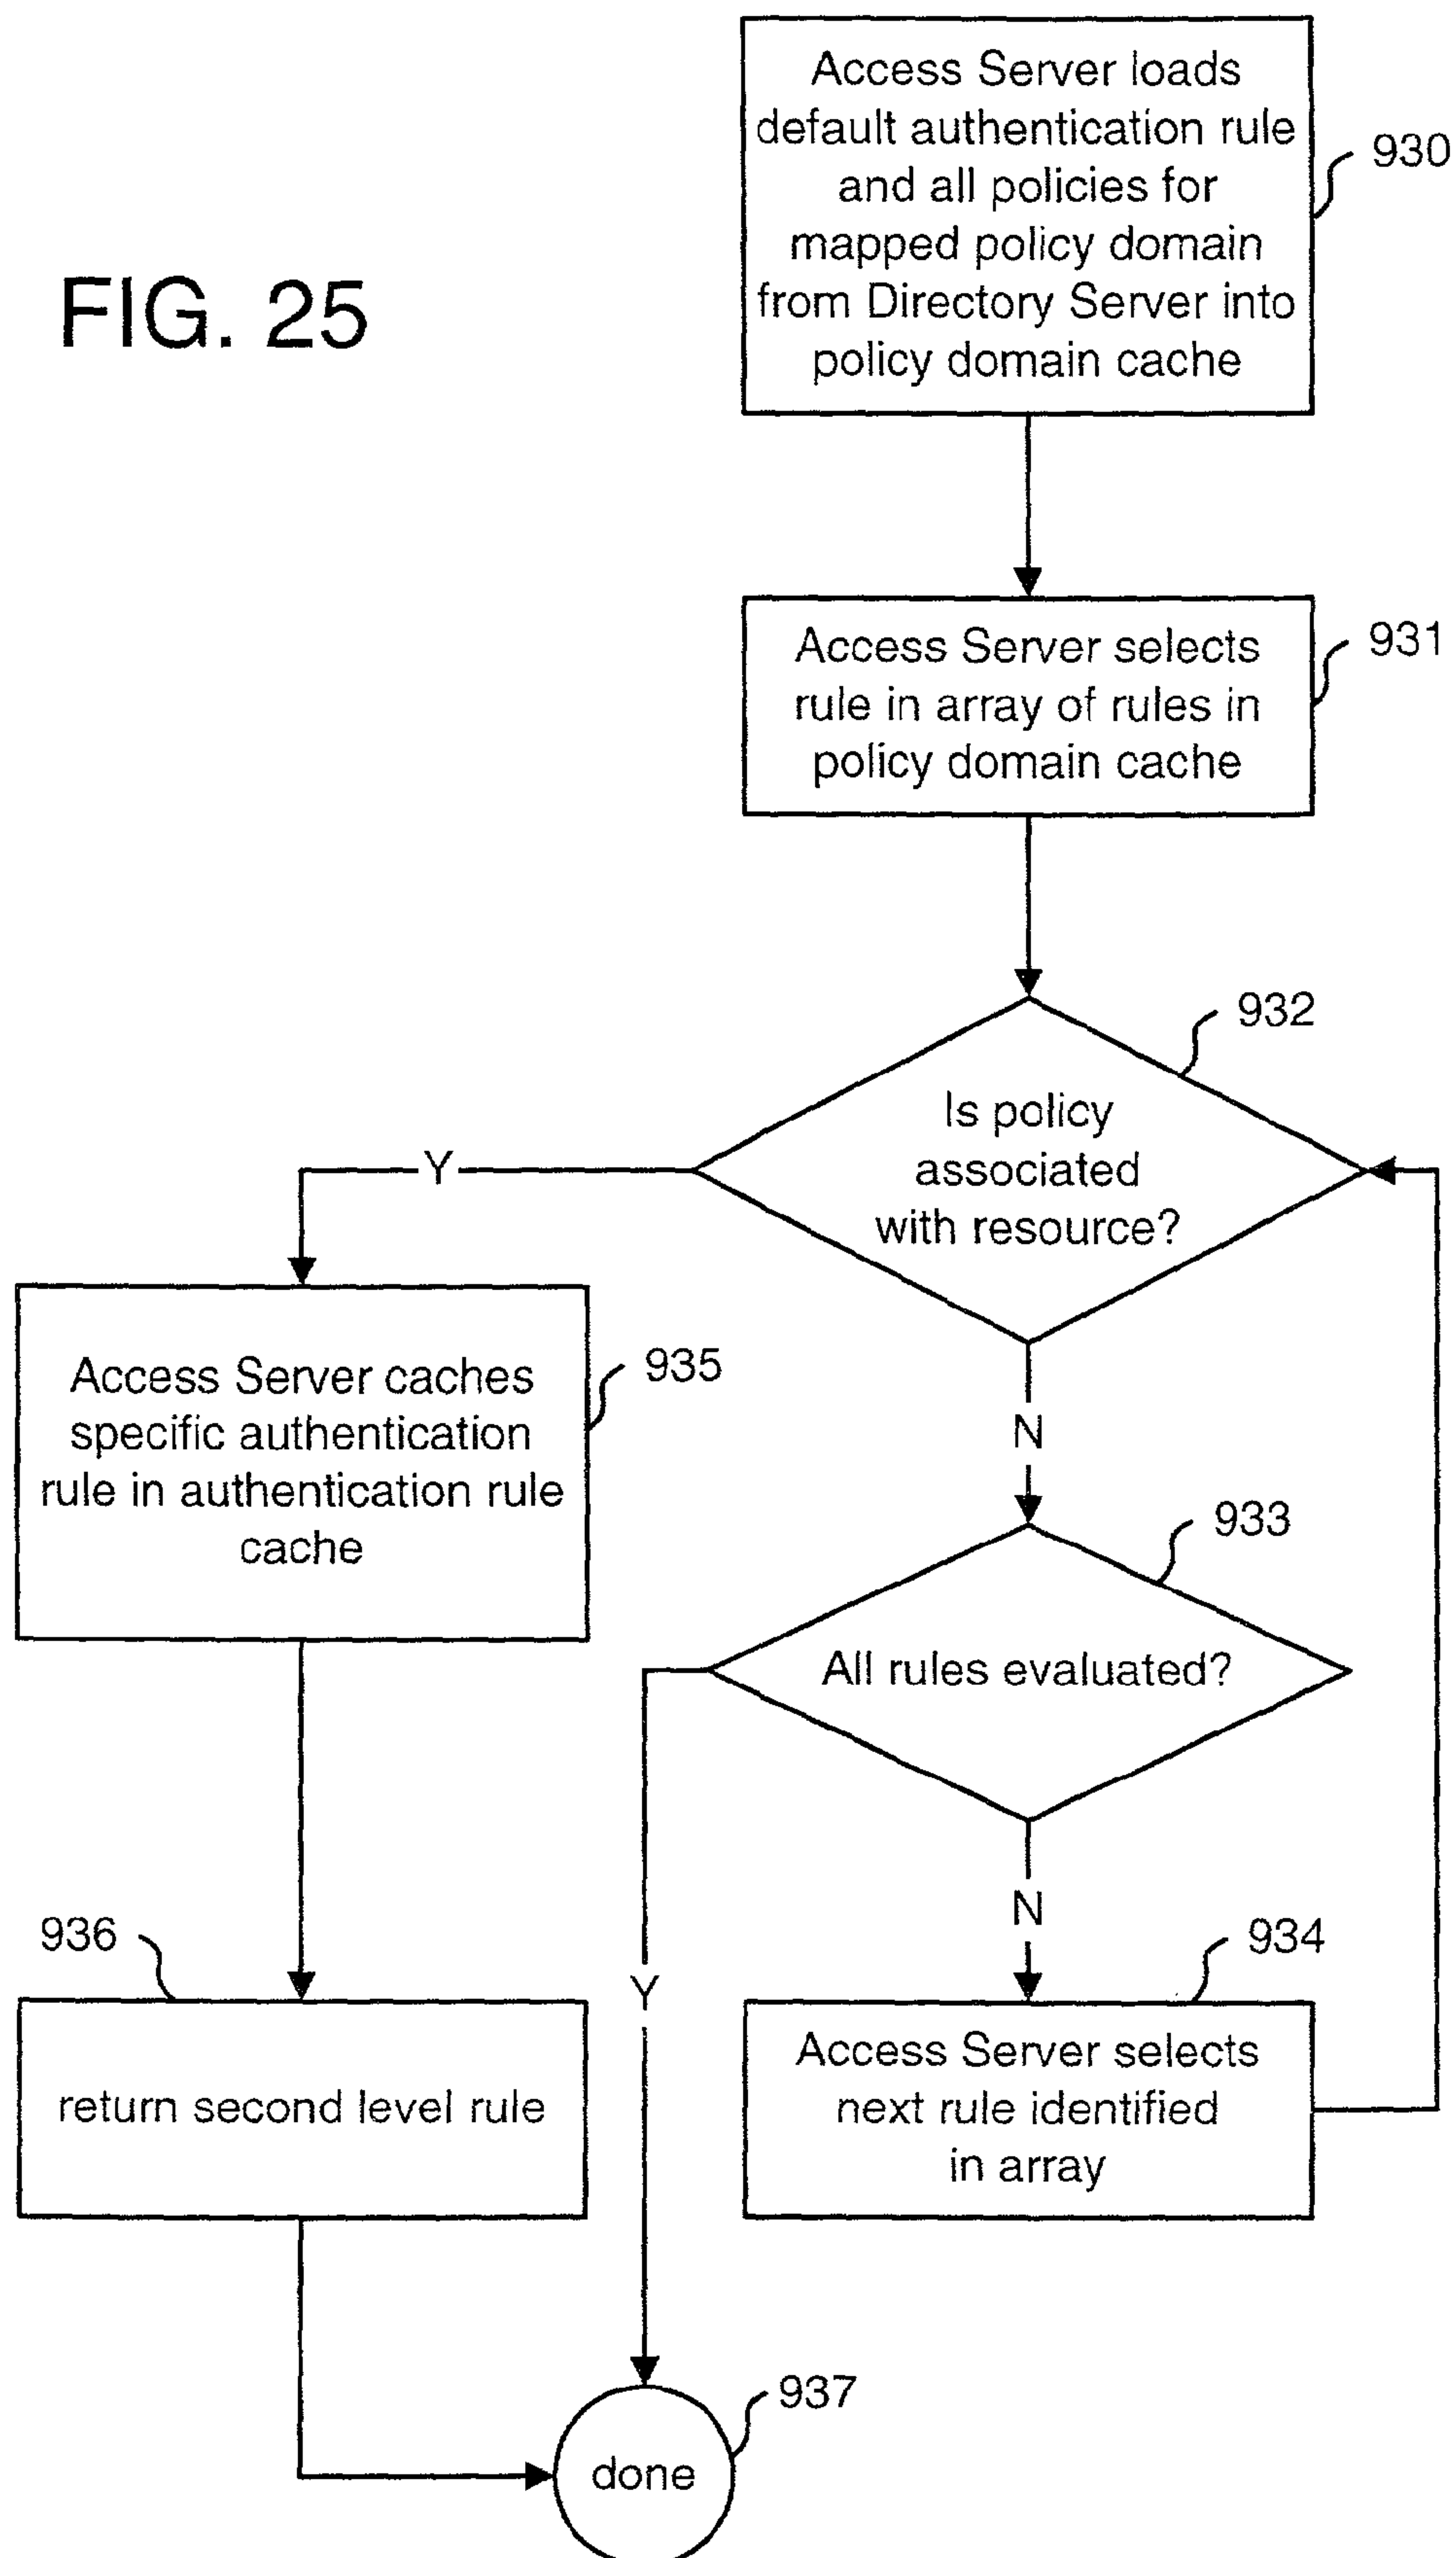 FIG. 25
Access Server loads
default authentication rule
and all policies for
mapped policy domain
from Directory Server into
policy domain cache
930
Access Server selects
rule in array of rules in
policy domain cache
931
932
Is policy
associated
with resource?
Y
N
Access Server caches
specific authentication
rule in authentication rule
cache
935
933
All rules evaluated?
Y
N
936
return second level rule
934
Access Server selects
next rule identified
in array
937
done